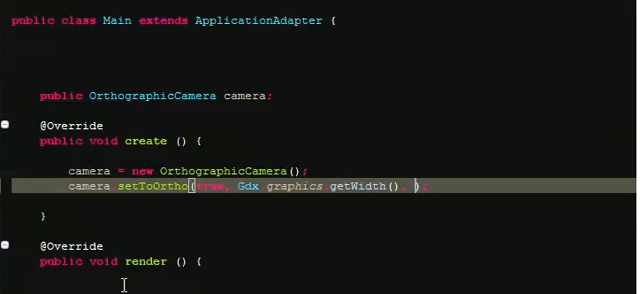 public class Main extends ApplicationAdapter {
public OrthographicCamera camera;
@Override
public void create () {
camera = new OrthographicCamera();
camera.setToOrtho(true, Gdx.graphics.getWidth(), );
}
@Override
public void render () {